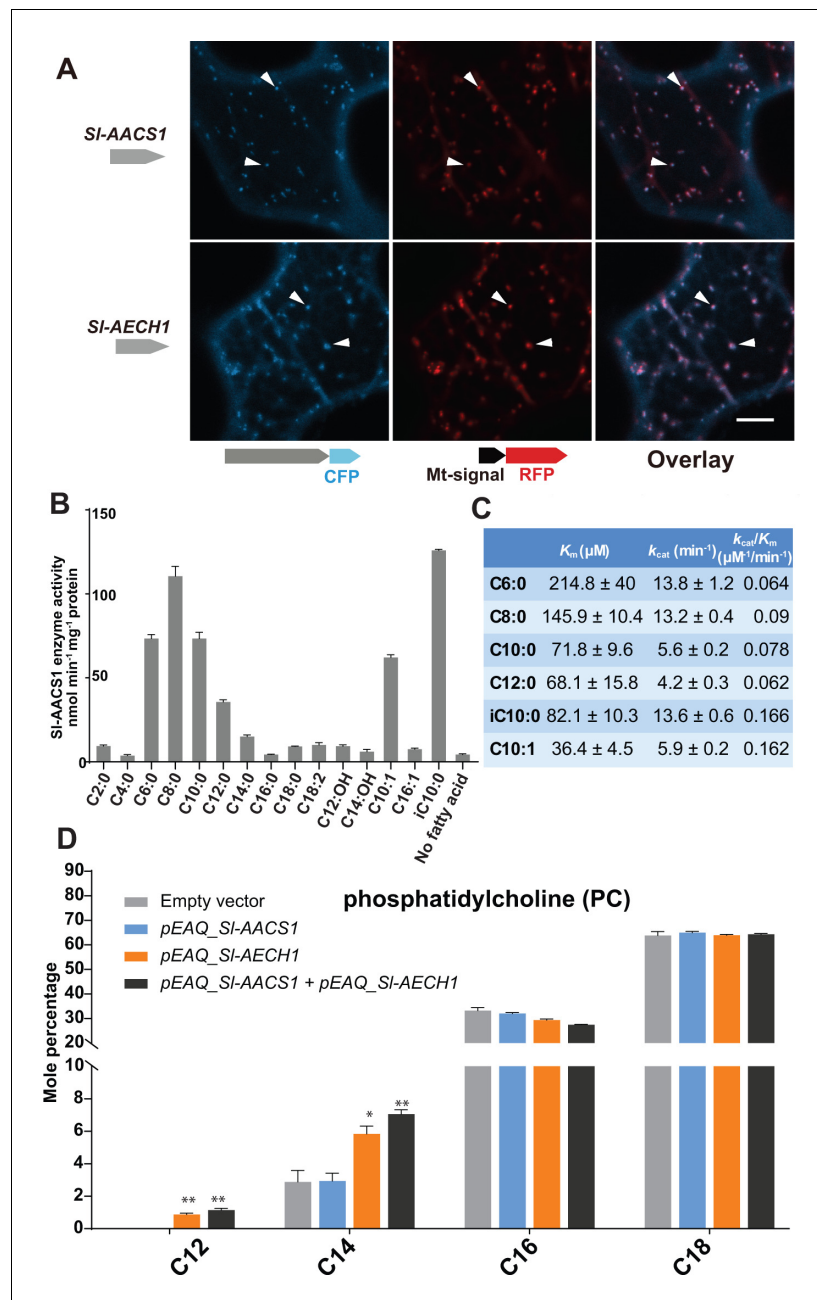 A
Sl-AACS1
Sl-AECH1
CFP
Mt-signal RFP
Overlay
B
Sl-AACS1 enzyme activity
nmol min-1 mg-1 protein
150
100
50
0
C2:0
C4:0
C6:0
C8:0
C10:0
C12:0
C14:0
C16:0
C18:0
C18:2
C12:OH
C14:OH
C10:1
C16:1
iC10:0
No fatty acid
C
Km (µM) kcat (min-1) kcat/Km (µM-1/min-1)
C6:0 214.8 ± 40 13.8 ± 1.2 0.064
C8:0 145.9 ± 10.4 13.2 ± 0.4 0.09
C10:0 71.8 ± 9.6 5.6 ± 0.2 0.078
C12:0 68.1 ± 15.8 4.2 ± 0.3 0.062
iC10:0 82.1 ± 10.3 13.6 ± 0.6 0.166
C10:1 36.4 ± 4.5 5.9 ± 0.2 0.162
D
phosphatidylcholine (PC)
Empty vector
pEAQ_Sl-AACS1
pEAQ_Sl-AECH1
pEAQ_Sl-AACS1 + pEAQ_Sl-AECH1
Mole percentage
90
80
70
60
50
40
30
20
10
8
6
4
2
0
** **
* **
C12
C14
C16
C18